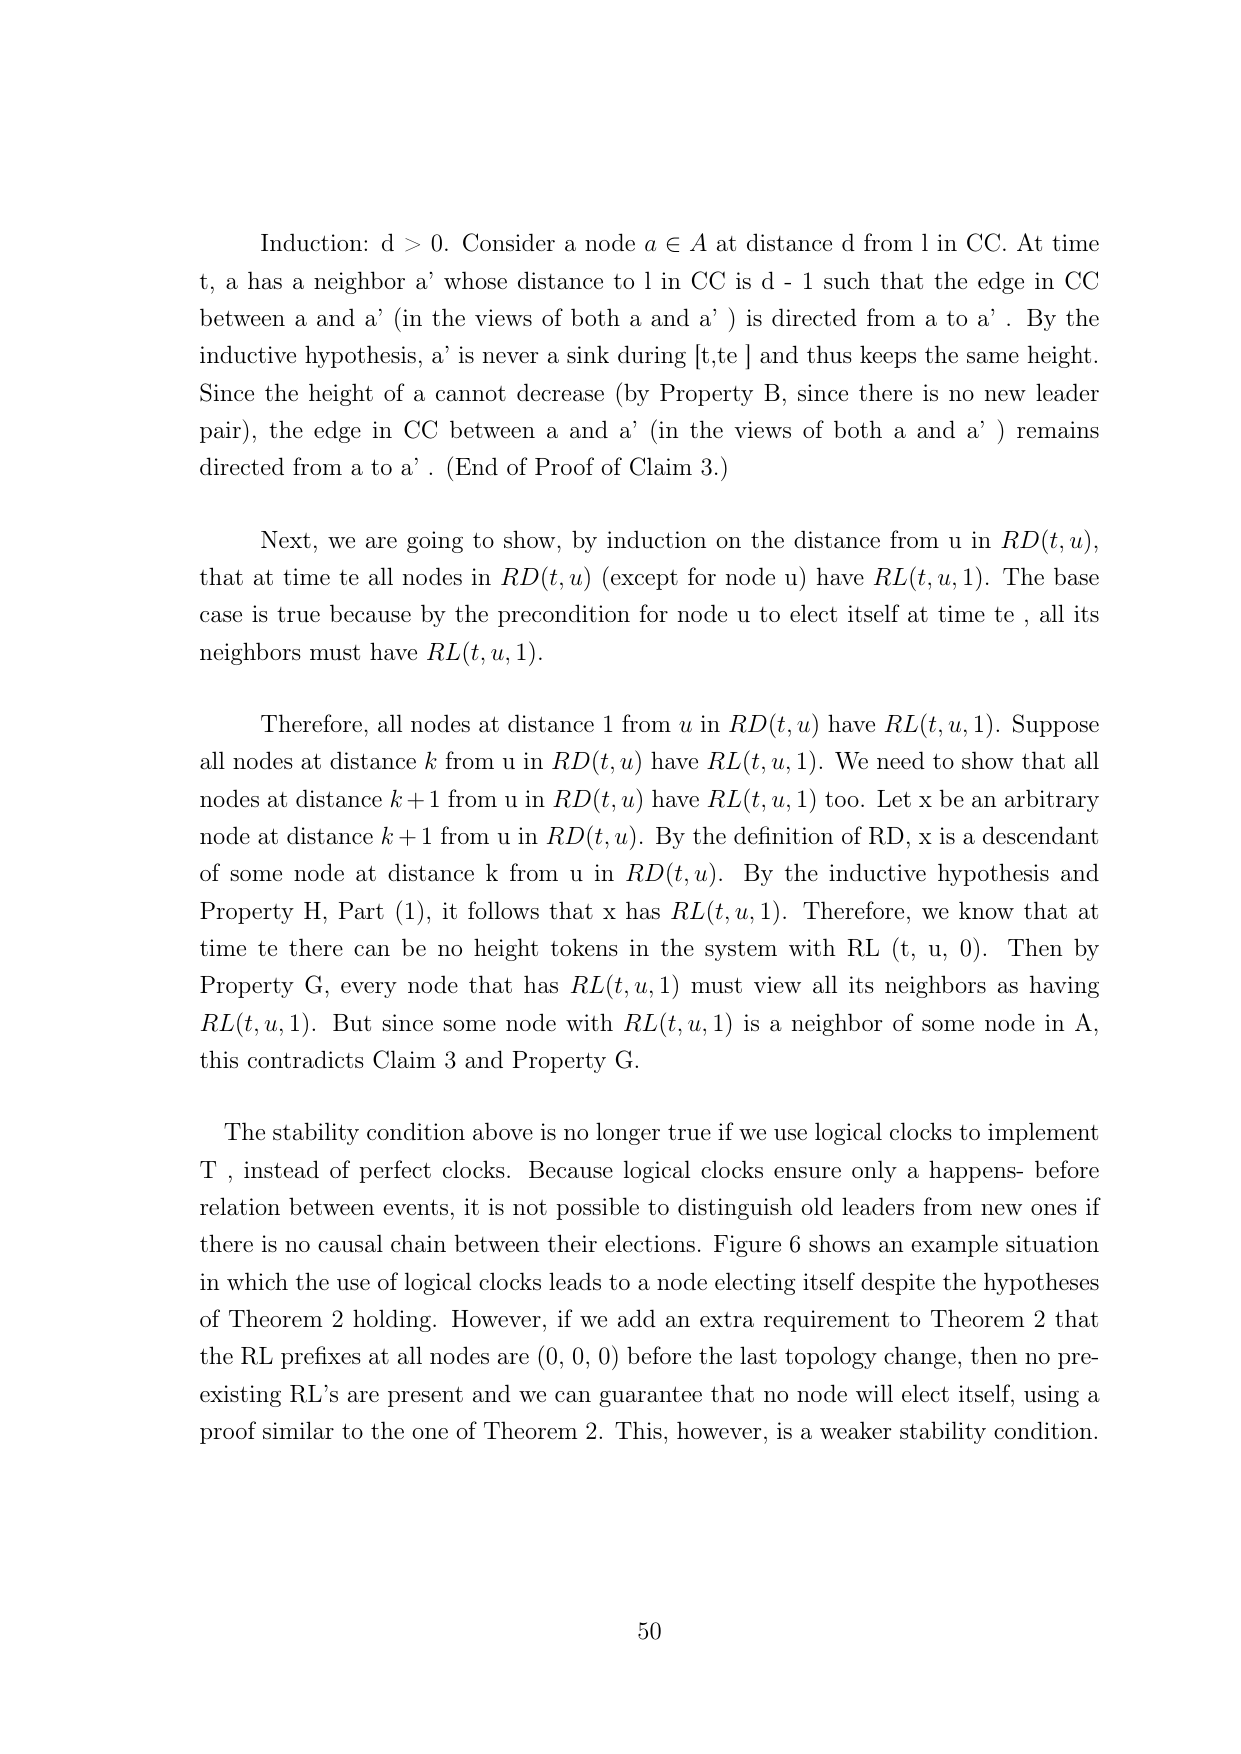 Induction: d > 0. Consider a node a ∈ A at distance d from l in CC. At time
t, a has a neighbor a’ whose distance to l in CC is d - 1 such that the edge in CC
between a and a’ (in the views of both a and a’ ) is directed from a to a’ . By the
inductive hypothesis, a’ is never a sink during [t,te ] and thus keeps the same height.
Since the height of a cannot decrease (by Property B, since there is no new leader
pair), the edge in CC between a and a’ (in the views of both a and a’ ) remains
directed from a to a’ . (End of Proof of Claim 3.)
Next, we are going to show, by induction on the distance from u in RD(t, u),
that at time te all nodes in RD(t, u) (except for node u) have RL(t, u, 1). The base
case is true because by the precondition for node u to elect itself at time te , all its
neighbors must have RL(t, u, 1).
Therefore, all nodes at distance 1 from u in RD(t, u) have RL(t, u, 1). Suppose
all nodes at distance k from u in RD(t, u) have RL(t, u, 1). We need to show that all
nodes at distance k + 1 from u in RD(t, u) have RL(t, u, 1) too. Let x be an arbitrary
node at distance k + 1 from u in RD(t, u). By the definition of RD, x is a descendant
of some node at distance k from u in RD(t, u). By the inductive hypothesis and
Property H, Part (1), it follows that x has RL(t, u, 1). Therefore, we know that at
time te there can be no height tokens in the system with RL (t, u, 0). Then by
Property G, every node that has RL(t, u, 1) must view all its neighbors as having
RL(t, u, 1). But since some node with RL(t, u, 1) is a neighbor of some node in A,
this contradicts Claim 3 and Property G.
The stability condition above is no longer true if we use logical clocks to implement
T , instead of perfect clocks. Because logical clocks ensure only a happens- before
relation between events, it is not possible to distinguish old leaders from new ones if
there is no causal chain between their elections. Figure 6 shows an example situation
in which the use of logical clocks leads to a node electing itself despite the hypotheses
of Theorem 2 holding. However, if we add an extra requirement to Theorem 2 that
the RL prefixes at all nodes are (0, 0, 0) before the last topology change, then no pre-
existing RL’s are present and we can guarantee that no node will elect itself, using a
proof similar to the one of Theorem 2. This, however, is a weaker stability condition.
50